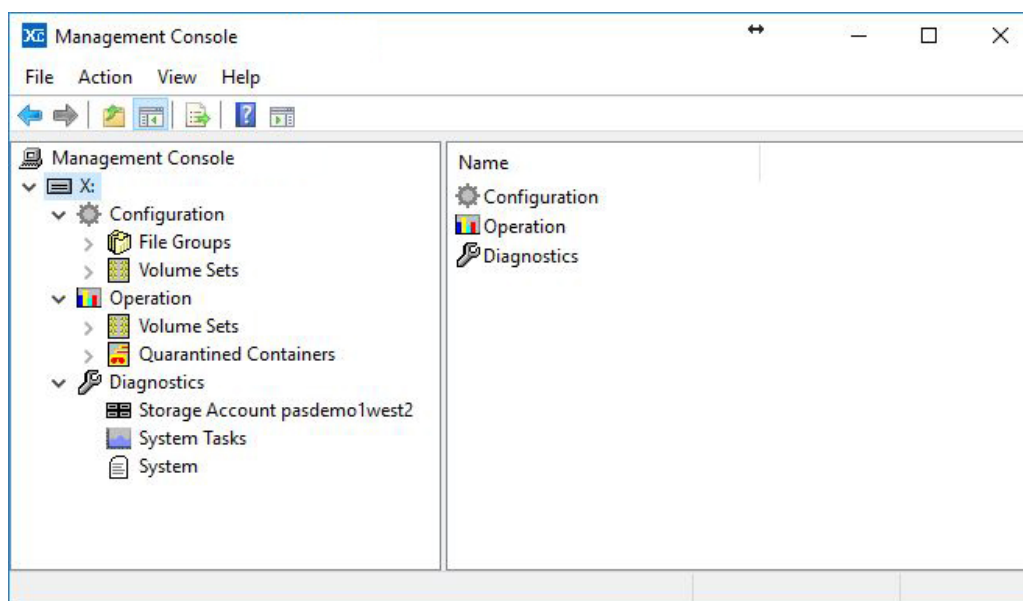 XC Management Console
File Action View Help
Management Console
X:
Configuration
File Groups
Volume Sets
Operation
Volume Sets
Quarantined Containers
Diagnostics
Storage Account pasdemo1west2
System Tasks
System
Name
Configuration
Operation
Diagnostics